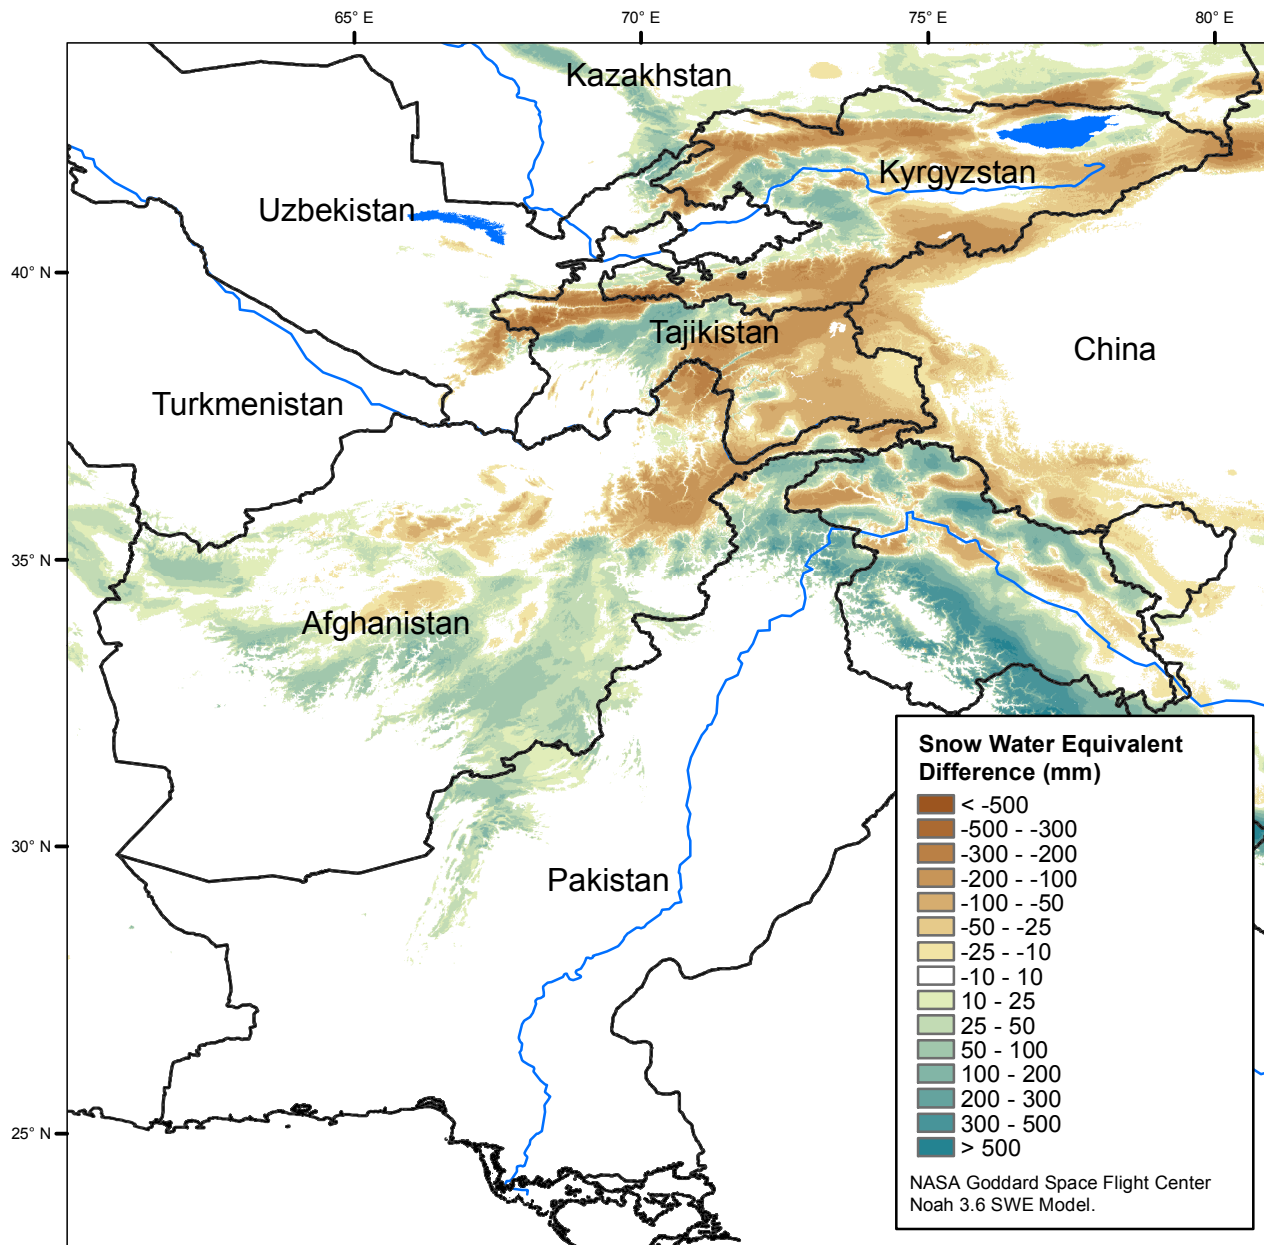 65° E
70° E
75° E
80° E
Kazakhstan
Kyrgyzstan
Uzbekistan
40° N
Tajikistan
China
Turkmenistan
35° N
Afghanistan
Snow Water Equivalent
Difference (mm)
< -500
-500 - -300
-300 - -200
-200 - -100
-100 - -50
-50 - -25
-25 - -10
-10 - 10
10 - 25
25 - 50
50 - 100
100 - 200
200 - 300
300 - 500
> 500
NASA Goddard Space Flight Center
Noah 3.6 SWE Model.
30° N
Pakistan
25° N